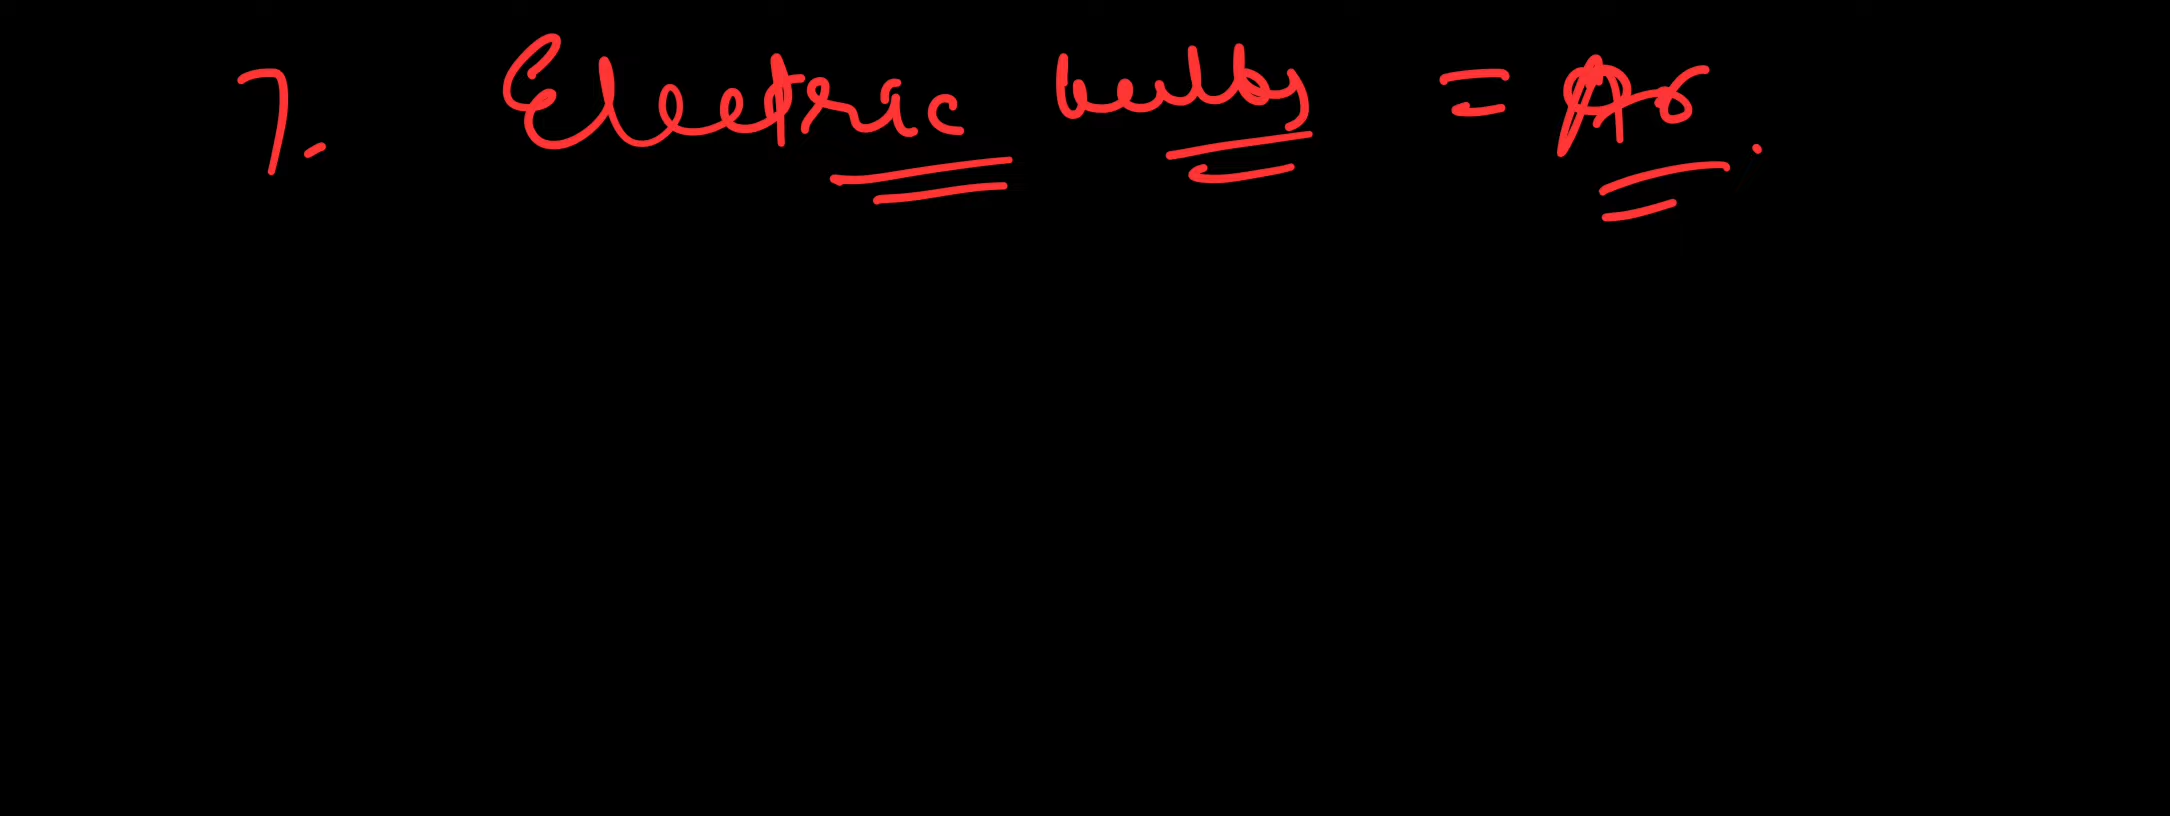 7. Electric bulbs = Ar.